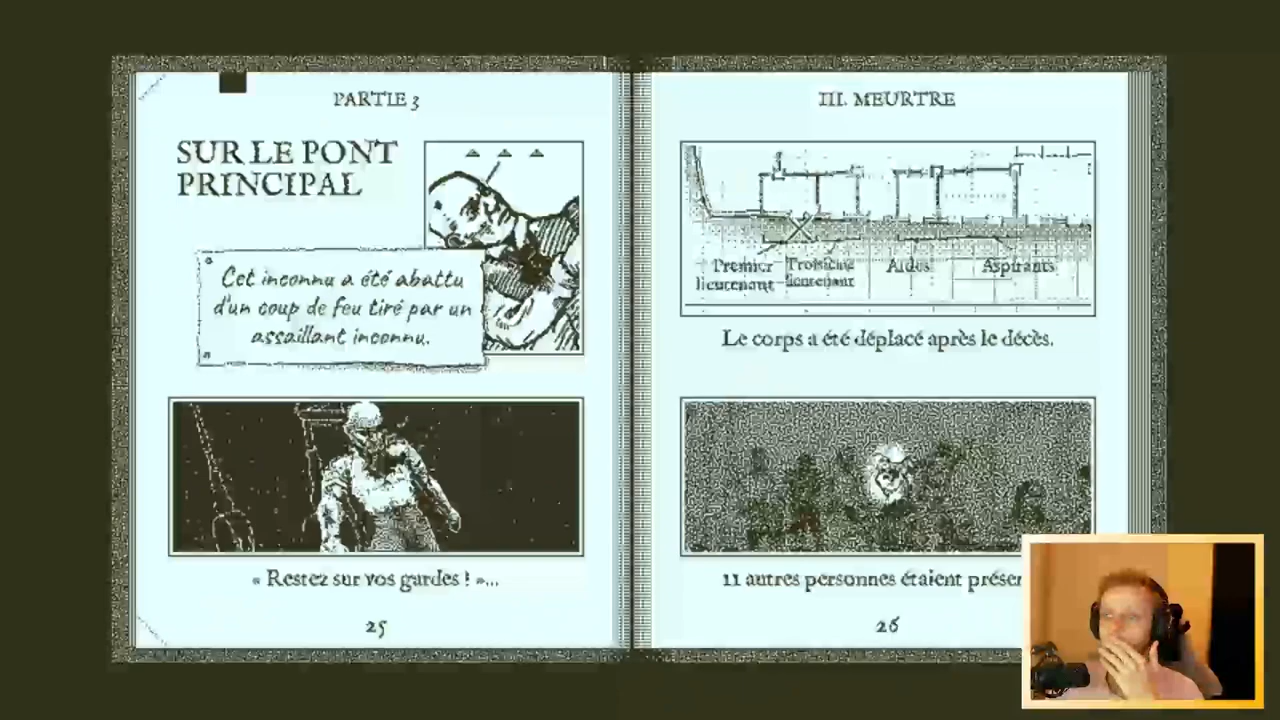 PARTIE 3
SUR LE PONT
PRINCIPAL
Cet inconnu a été abattu
d'un coup de feu tiré par un
assaillant inconnu.
« Restez sur vos gardes ! »...
25
III. MEURTRE
Premier lieutenant
Troisième lieutenant
Aides
Aspirants
Le corps a été déplacé après le décès.
11 autres personnes étaient présen
26